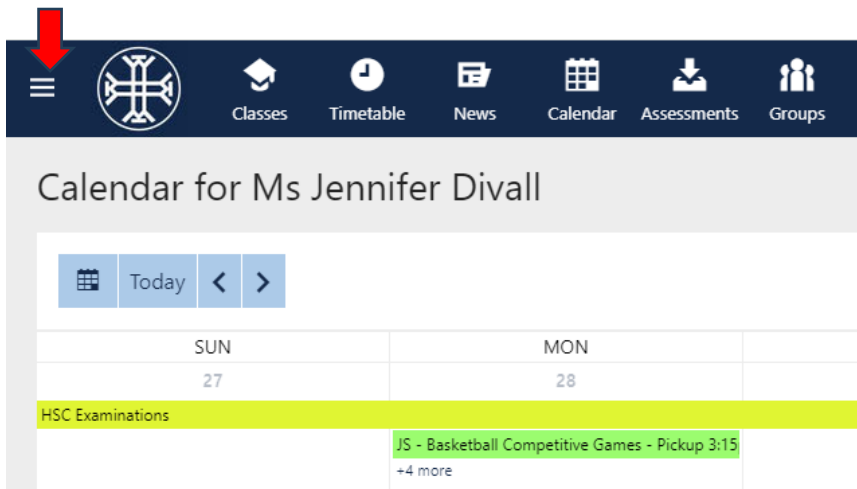 Classes Timetable News Calendar Assessments Groups
Calendar for Ms Jennifer Divall
Today
SUN MON
27 28
HSC Examinations
JS - Basketball Competitive Games - Pickup 3:15
+4 more